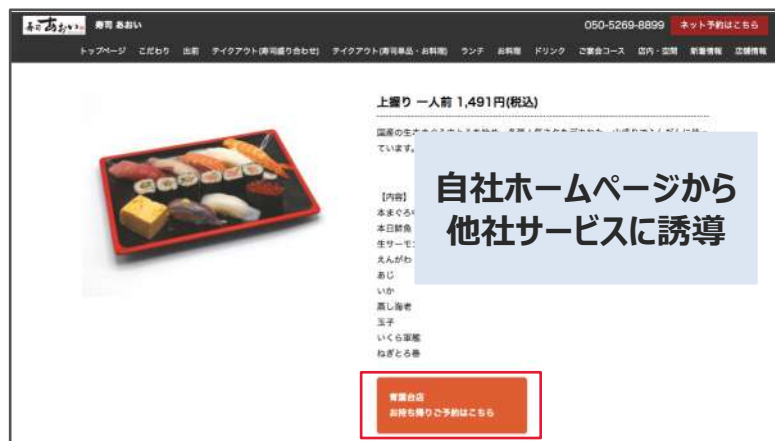 寿司 あおい
寿司 あおい
050-5269-8899
ネット予約はこちら
トップページ こだわり 出前 テイクアウト(寿司盛り合わせ) テイクアウト(寿司単品・お料理) ランチ お料理 ドリンク ご宴会コース 店内・空間 新着情報 店舗情報
上握り 一人前 1,491円(税込)
ています。
【内容】
本まぐろ
本日鮮魚
生サーモ
えんがわ
あじ
いか
蒸し海老
玉子
いくら軍艦
ねぎとろ巻
自社ホームページから
他社サービスに誘導
青葉台店
お持ち帰りご予約はこちら